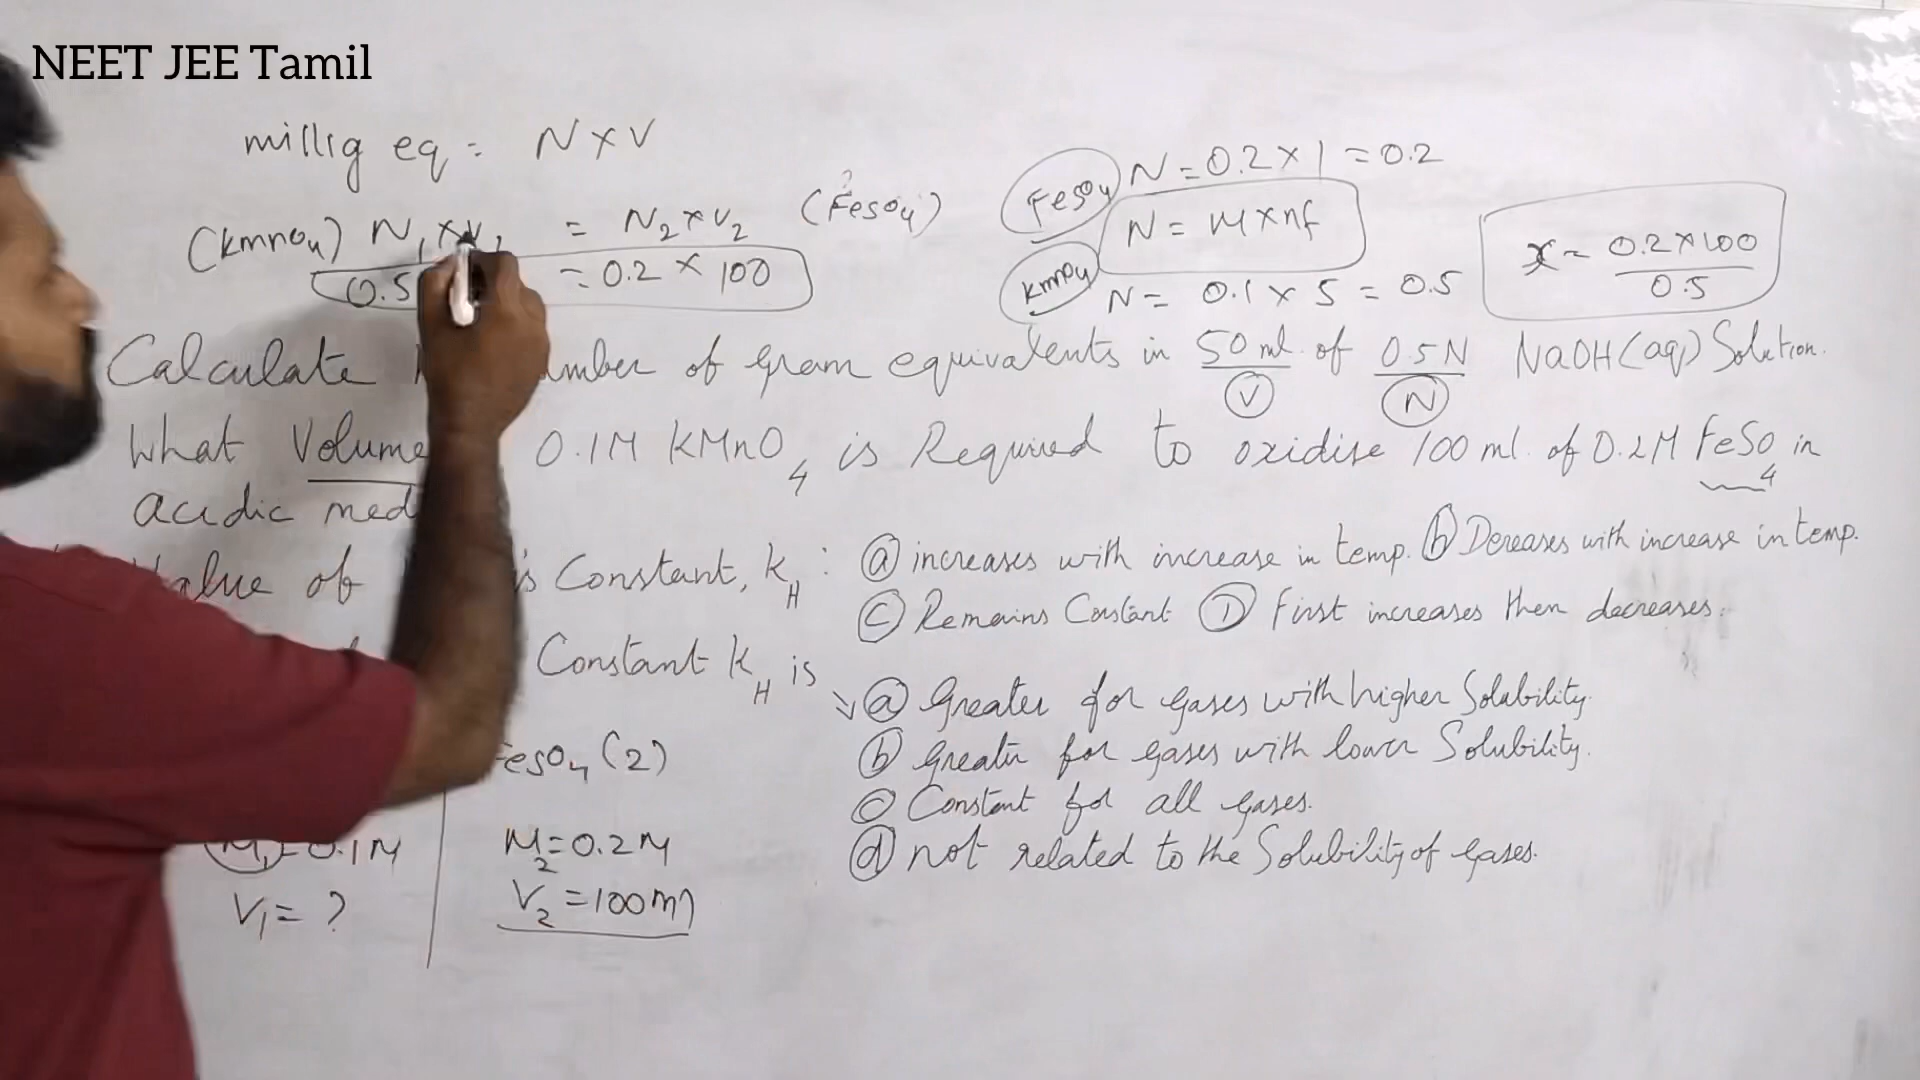 NEET JEE Tamil
millig eq = N×V
(KMnO4) N1×V1 = N2×V2 (FeSO4)
0.5 = 0.2 × 100
FeSO4 N = 0.2×1 = 0.2
N = M×nf
KMnO4 N = 0.1 × 5 = 0.5
x = 0.2×100
0.5
Calculate number of Gram equivalents in 50 ml. of 0.5N NaOH(aq) Solution.
V N
What Volume 0.1M KMnO4 is Required to oxidise 100 ml. of 0.2M FeSO4 in
acidic med
Value of Constant, KH : (a) increases with increase in temp. (b) Dereases with increase in temp.
(c) Remains Constant (D) First increases then decreases.
Constant KH is
(a) Greater for gases with higher Solubility.
(b) Greater for gases with lower Solubility.
(c) Constant for all gases.
(d) not related to the Solubility of gases.
FeSO4 (2)
M1 = 0.1M M2 = 0.2M
V1 = ? V2 = 100ml